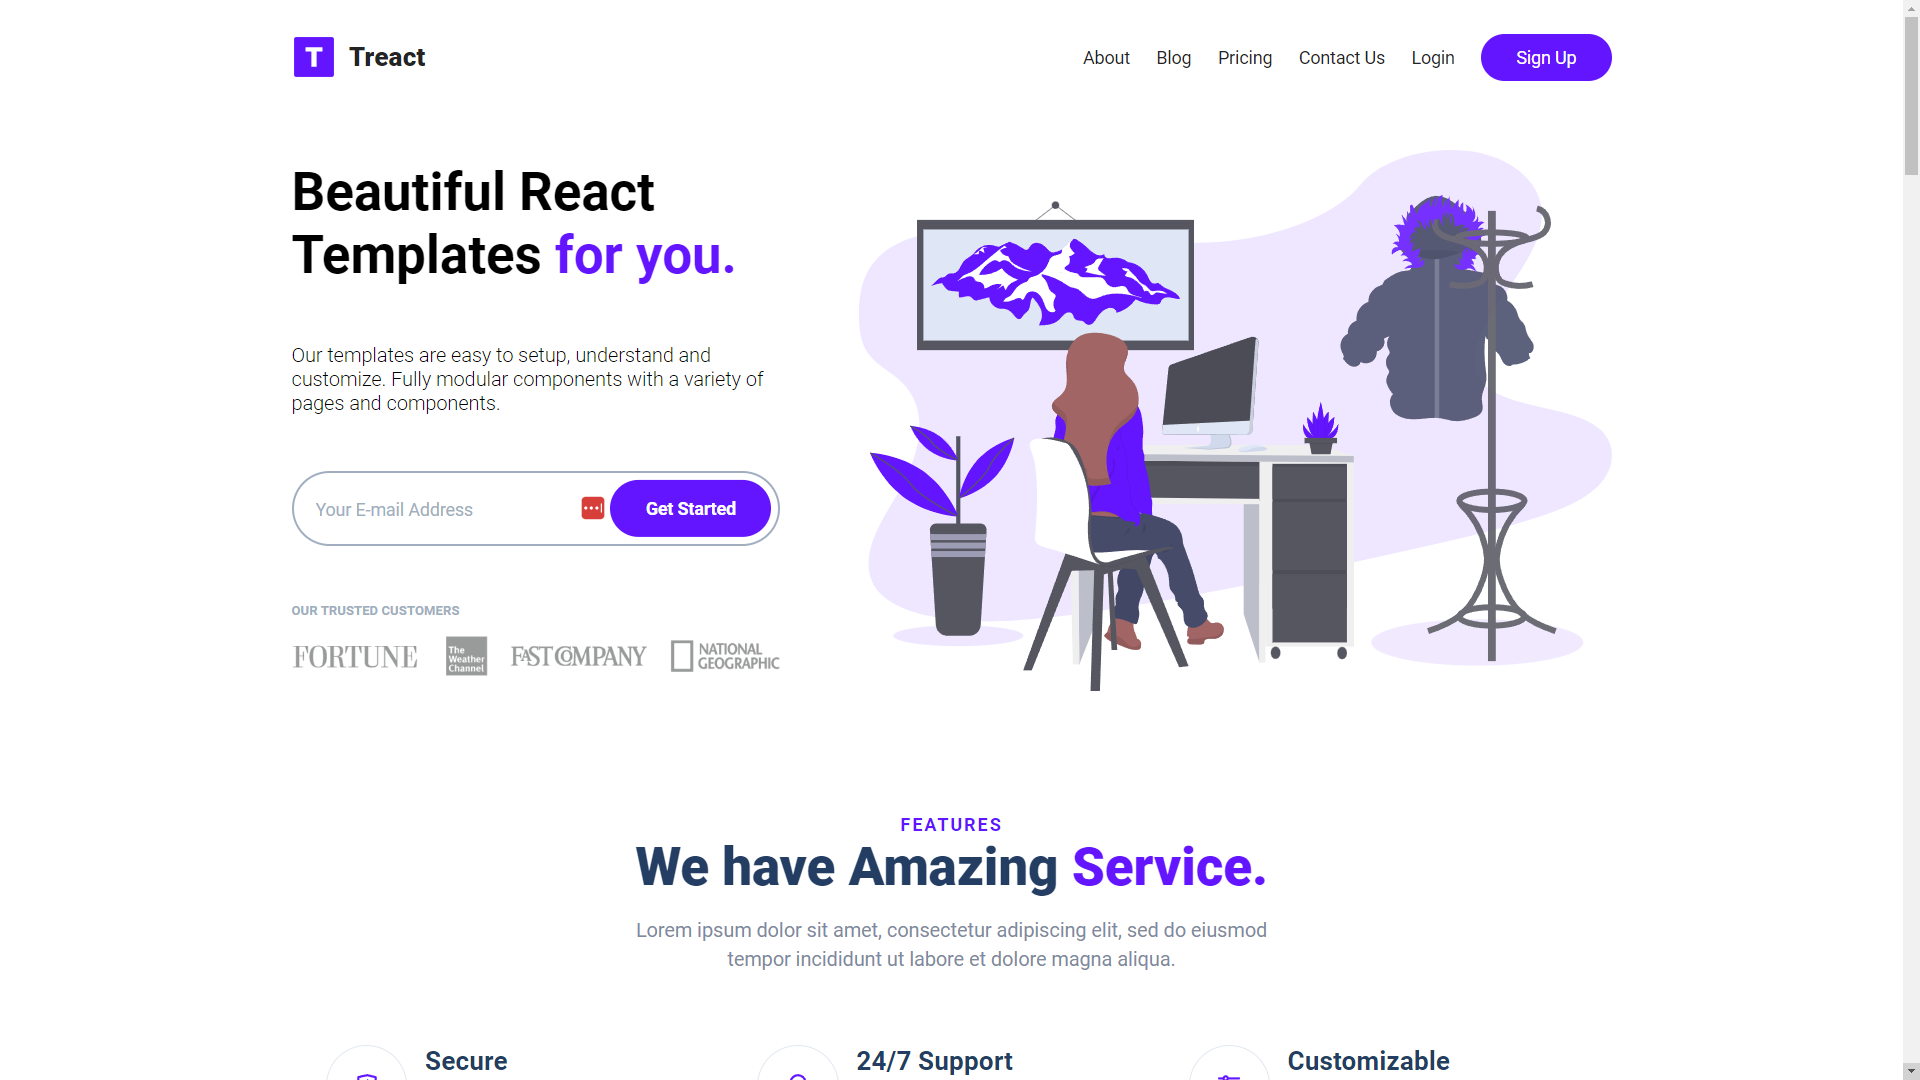 T Treact
About Blog Pricing Contact Us Login Sign Up
Beautiful React
Templates for you.
Our templates are easy to setup, understand and
customize. Fully modular components with a variety of
pages and components.
Your E-mail Address
Get Started
OUR TRUSTED CUSTOMERS
FORTUNE
The
Weather
Channel
FAST COMPANY
NATIONAL
GEOGRAPHIC
FEATURES
We have Amazing Service.
Lorem ipsum dolor sit amet, consectetur adipiscing elit, sed do eiusmod
tempor incididunt ut labore et dolore magna aliqua.
Secure
24/7 Support
Customizable